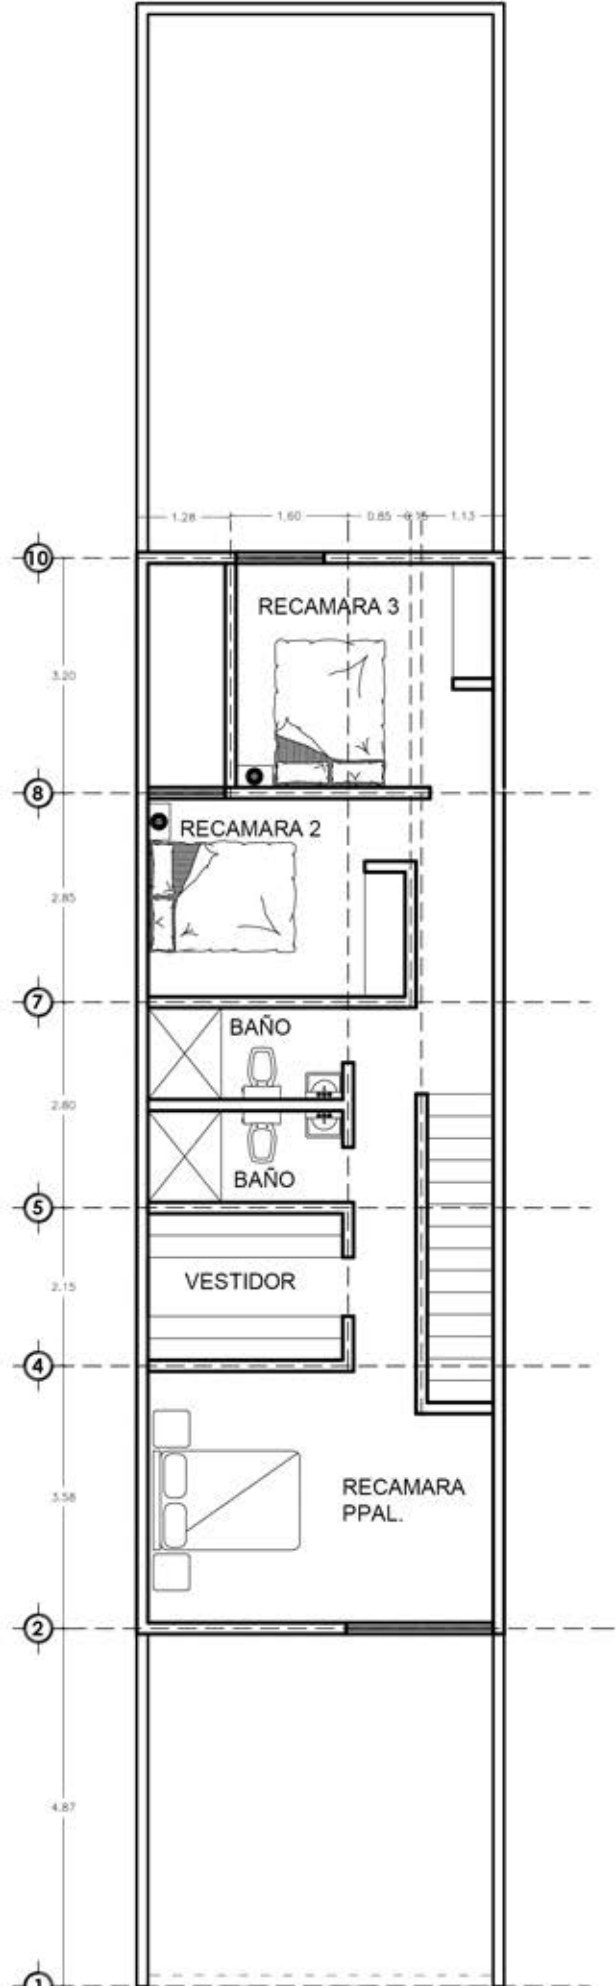 1.28 1.60 0.85 0.15 1.13
10
RECAMARA 3
3.20
8
RECAMARA 2
2.85
7
BAÑO
2.80
BAÑO
5
VESTIDOR
2.15
4
RECAMARA
PPAL.
3.58
2
4.87
1